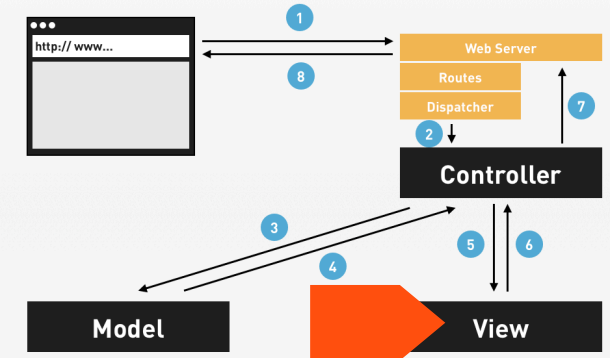 1
http:// www...
Web Server
8
Routes
Dispatcher
7
2
Controller
3
5
6
4
Model
View